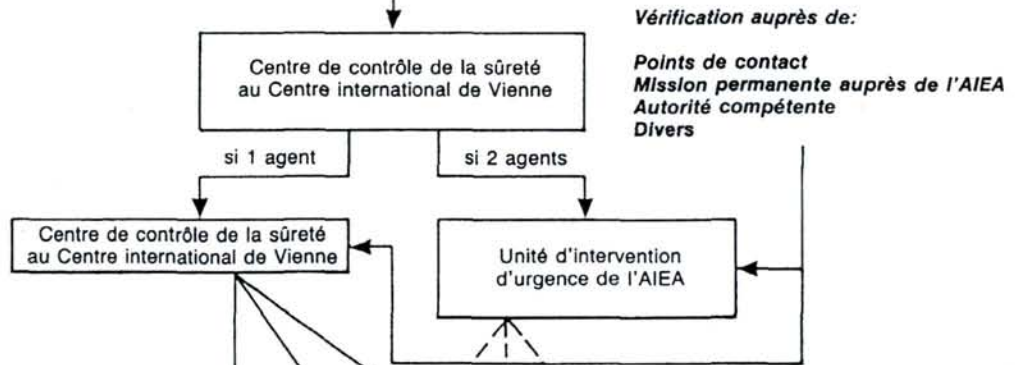 Vérification auprès de:
Points de contact
Mission permanente auprès de l'AIEA
Autorité compétente
Divers
Centre de contrôle de la sûreté
au Centre international de Vienne
si 1 agent
si 2 agents
Centre de contrôle de la sûreté
au Centre international de Vienne
Unité d'intervention
d'urgence de l'AIEA